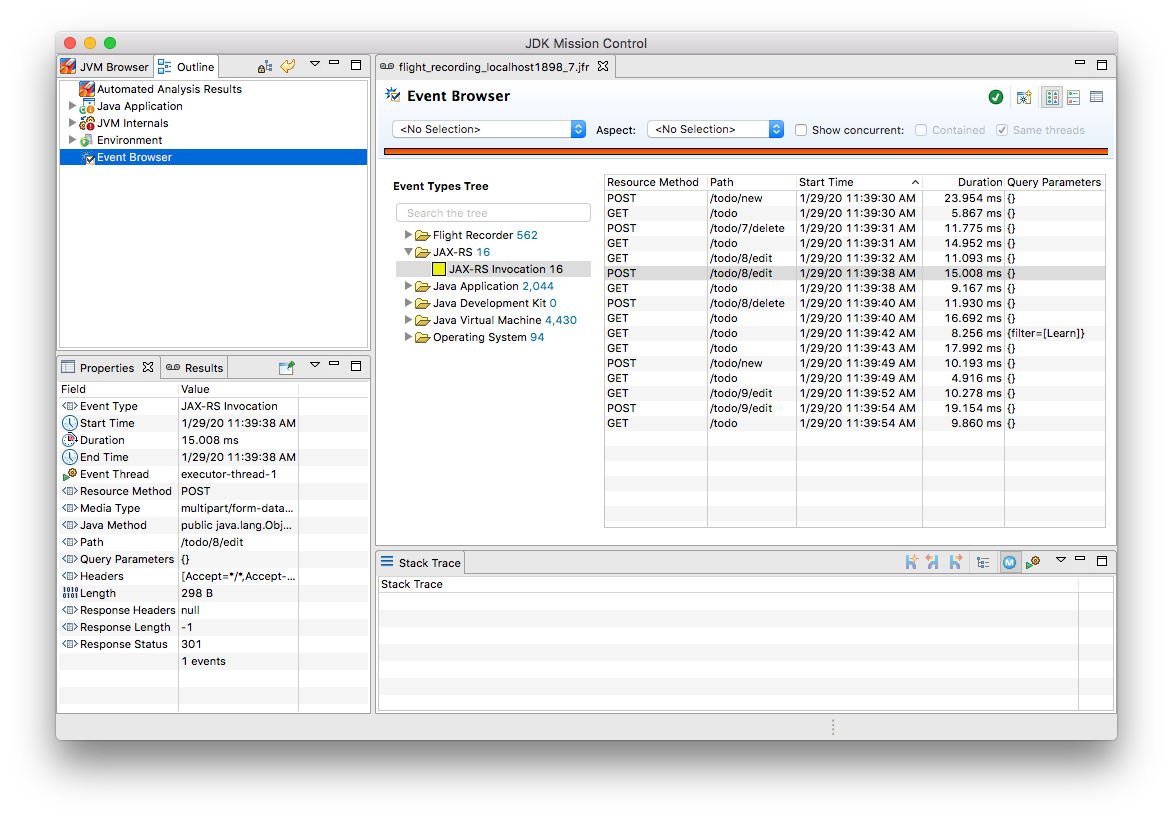 JDK Mission Control
JVM Browser
Outline
Automated Analysis Results
Java Application
JVM Internals
Environment
Event Browser
Properties
Results
Field Value
Event Type JAX-RS Invocation
Start Time 1/29/20 11:39:38 AM
Duration 15.008 ms
End Time 1/29/20 11:39:38 AM
Event Thread executor-thread-1
Resource Method POST
Media Type multipart/form-data...
Java Method public java.lang.Obj...
Path /todo/8/edit
Query Parameters {}
Headers [Accept=*/*,Accept-...
1010
0101
Length 298 B
Response Headers null
Response Length -1
Response Status 301
1 events
flight_recording_localhost1898_7.jfr
Event Browser
<No Selection> Aspect: <No Selection> Show concurrent: Contained Same threads
Event Types Tree
Search the tree
Flight Recorder 562
JAX-RS 16
JAX-RS Invocation 16
Java Application 2,044
Java Development Kit 0
Java Virtual Machine 4,430
Operating System 94
Resource Method Path Start Time Duration Query Parameters
POST /todo/new 1/29/20 11:39:30 AM 23.954 ms {}
GET /todo 1/29/20 11:39:30 AM 5.867 ms {}
POST /todo/7/delete 1/29/20 11:39:31 AM 11.775 ms {}
GET /todo 1/29/20 11:39:31 AM 14.952 ms {}
GET /todo/8/edit 1/29/20 11:39:32 AM 11.093 ms {}
POST /todo/8/edit 1/29/20 11:39:38 AM 15.008 ms {}
GET /todo 1/29/20 11:39:38 AM 9.167 ms {}
POST /todo/8/delete 1/29/20 11:39:40 AM 11.930 ms {}
GET /todo 1/29/20 11:39:40 AM 16.692 ms {}
GET /todo 1/29/20 11:39:42 AM 8.256 ms {filter=[Learn]}
GET /todo 1/29/20 11:39:43 AM 17.992 ms {}
POST /todo/new 1/29/20 11:39:49 AM 10.193 ms {}
GET /todo 1/29/20 11:39:49 AM 4.916 ms {}
GET /todo/9/edit 1/29/20 11:39:52 AM 10.278 ms {}
POST /todo/9/edit 1/29/20 11:39:54 AM 19.154 ms {}
GET /todo 1/29/20 11:39:54 AM 9.860 ms {}
Stack Trace
M
Stack Trace